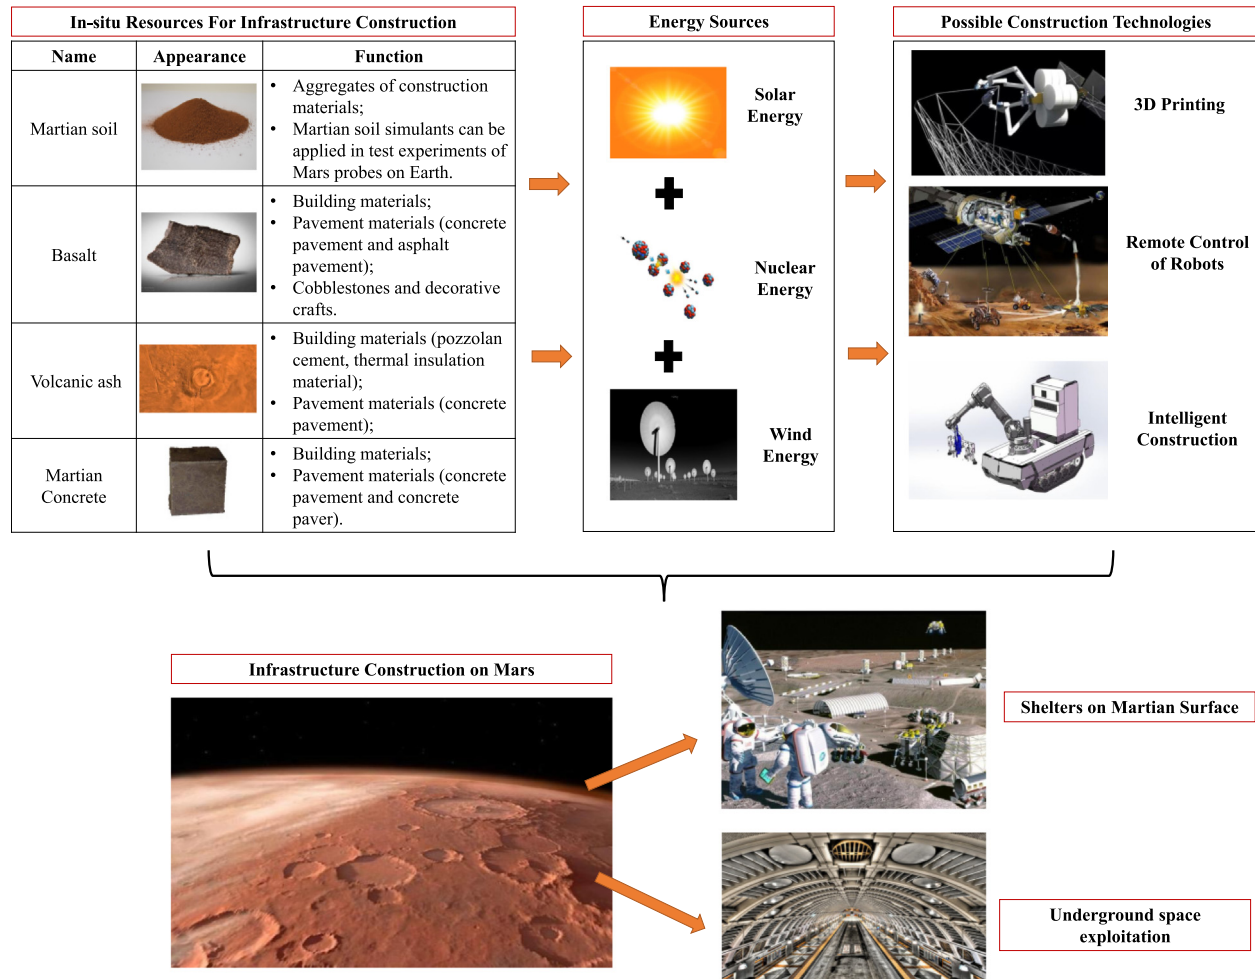 In-situ Resources For Infrastructure Construction
Name
Appearance
Function
Martian soil
• Aggregates of construction
materials;
• Martian soil simulants can be
applied in test experiments of
Mars probes on Earth.
Basalt
• Building materials;
• Pavement materials (concrete
pavement and asphalt
pavement);
• Cobblestones and decorative
crafts.
Volcanic ash
• Building materials (pozzolan
cement, thermal insulation
material);
• Pavement materials (concrete
pavement);
Martian
Concrete
• Building materials;
• Pavement materials (concrete
pavement and concrete
paver).
Energy Sources
Solar
Energy
Nuclear
Energy
Wind
Energy
Possible Construction Technologies
3D Printing
Remote Control
of Robots
Intelligent
Construction
Infrastructure Construction on Mars
Shelters on Martian Surface
Underground space
exploitation